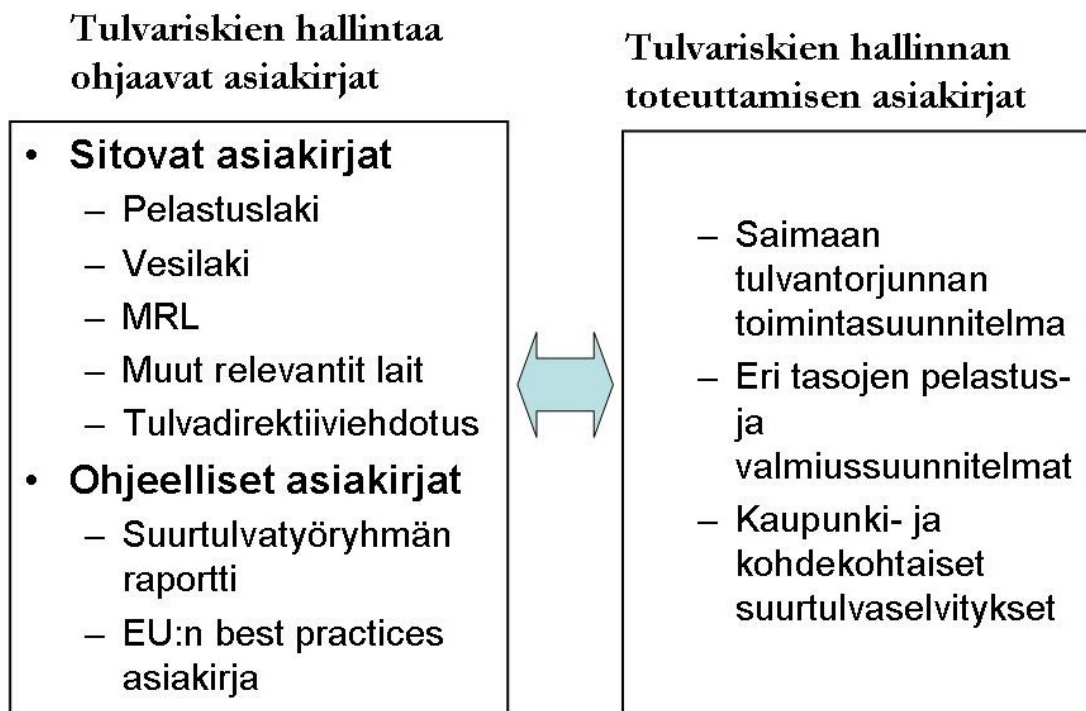 Tulvariskien hallintaa
ohjaavat asiakirjat
• Sitovat asiakirjat
– Pelastuslaki
– Vesilaki
– MRL
– Muut relevantit lait
– Tulvadirektiiviehdotus
• Ohjeelliset asiakirjat
– Suurtulvatyöryhmän
raportti
– EU:n best practices
asiakirja
Tulvariskien hallinnan
toteuttamisen asiakirjat
– Saimaan
tulvantorjunnan
toimintasuunnitelma
– Eri tasojen pelastus-
ja
valmiussuunnitelmat
– Kaupunki- ja
kohdekohtaiset
suurtulvaselvitykset